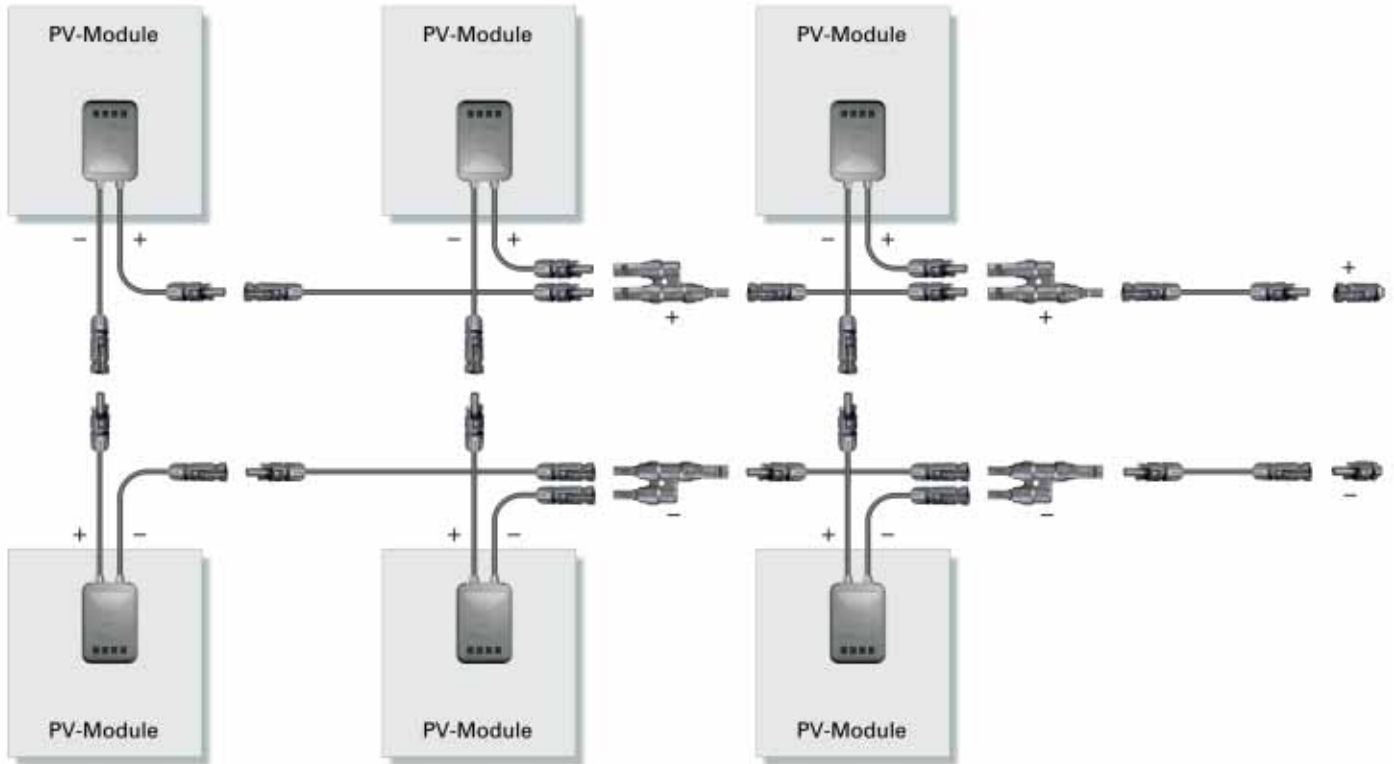 PV-Module PV-Module PV-Module
− + − + − +
+
+ +
− −
−
+ − + − + −
PV-Module PV-Module PV-Module